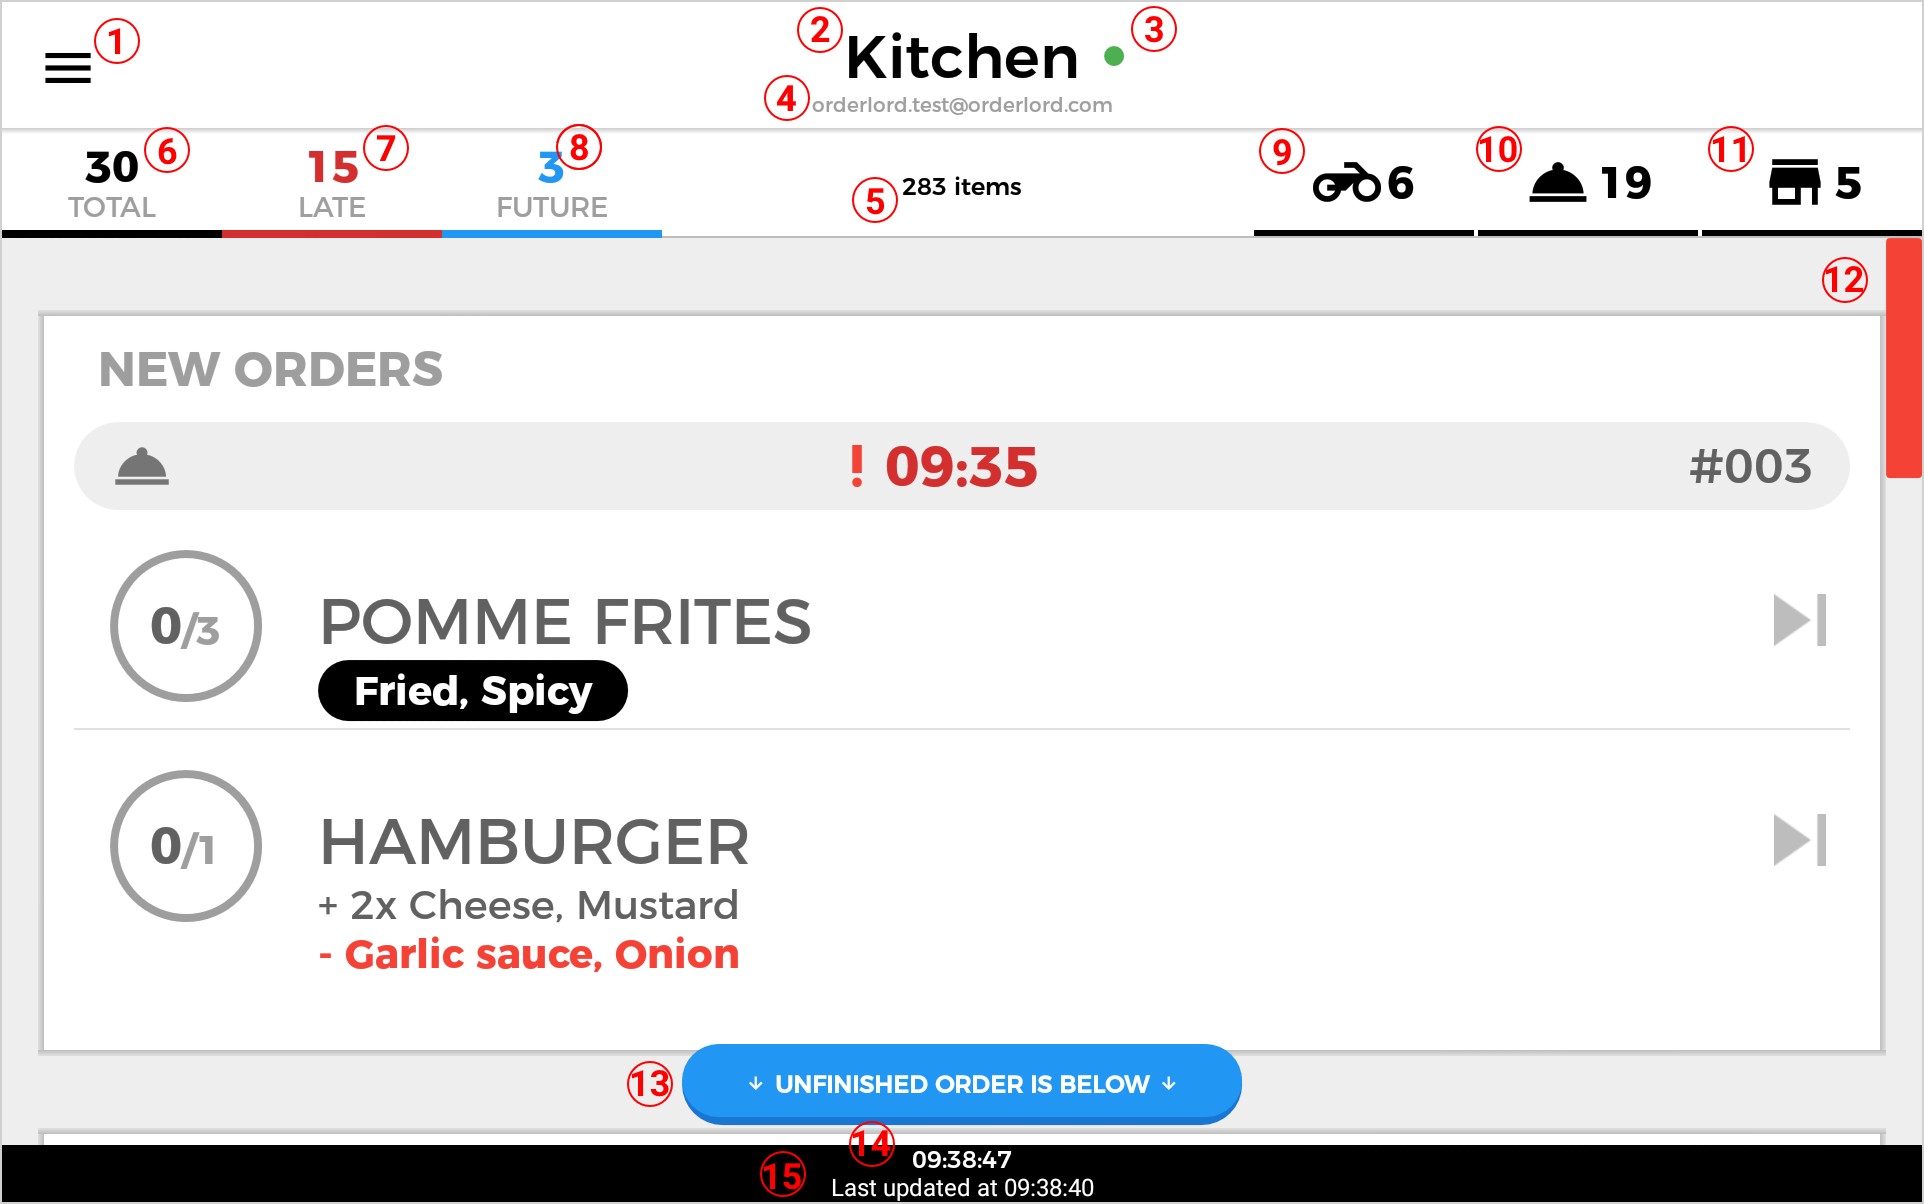 1
2 Kitchen 3
4 orderlord.test@orderlord.com
30 6
TOTAL
15 7
LATE
3 8
FUTURE
5 283 items
9 6
10 19
11 5
12
NEW ORDERS
! 09:35 #003
0/3 POMME FRITES
Fried, Spicy
0/1 HAMBURGER
+ 2x Cheese, Mustard
- Garlic sauce, Onion
13 ↓ UNFINISHED ORDER IS BELOW ↓
14 09:38:47
15 Last updated at 09:38:40